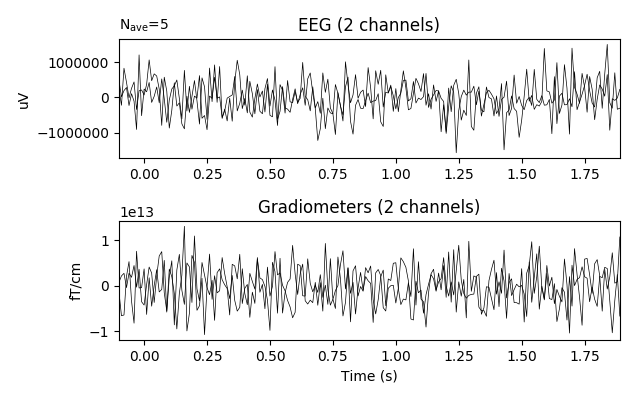 N_ave=5
EEG (2 channels)
1000000
0
−1000000
uV
0.00 0.25 0.50 0.75 1.00 1.25 1.50 1.75
1e13
Gradiometers (2 channels)
1
0
−1
fT/cm
0.00 0.25 0.50 0.75 1.00 1.25 1.50 1.75
Time (s)